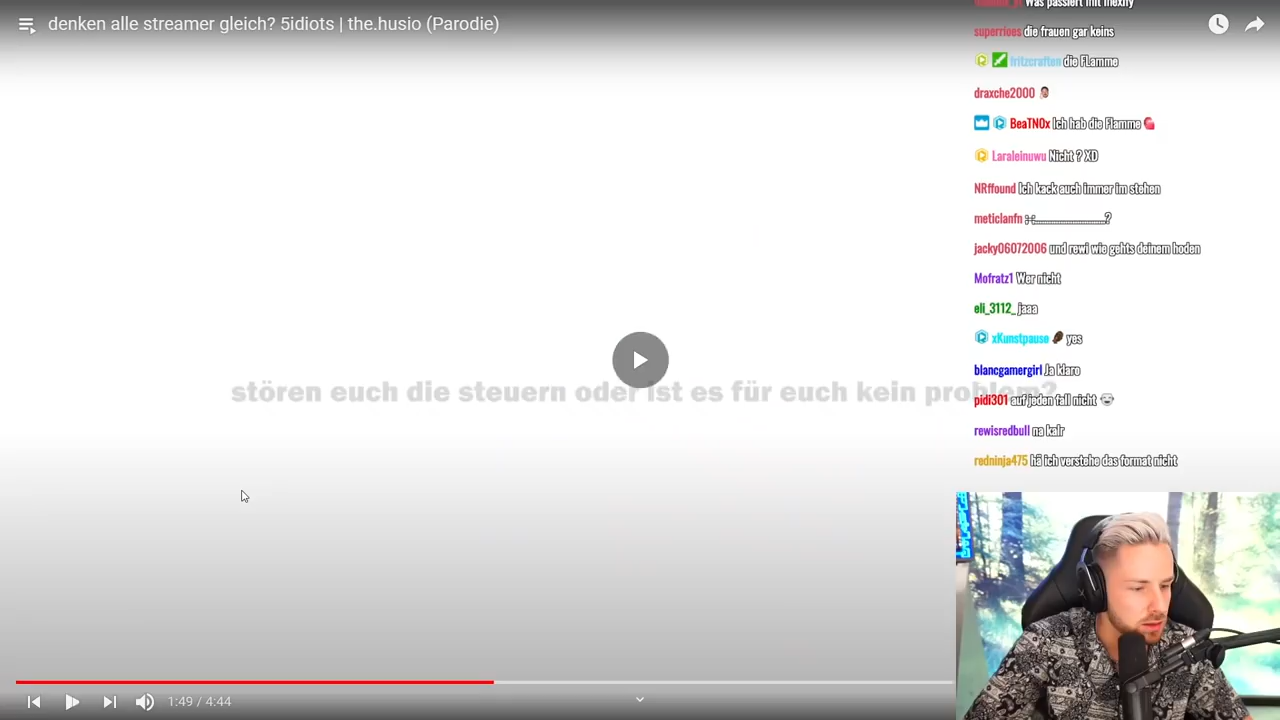 denken alle streamer gleich? 5idiots | the.husio (Parodie)
Was passiert mit mexify
superrioes die frauen gar keins
fritzcraften die FLamme
draxche2000
BeaTN0x Ich hab die Flamme
Laraleinuwu Nicht ? XD
NRffound Ich kack auch immer im stehen
jacky06072006 und rewi wie gehts deinem hoden
Mofratz1 Wer nicht
eli_3112_ jaaa
xKunstpause yes
stören euch die steuern oder ist es für euch kein problem?
blancgamergirl Ja klaro
pidi301 auf jeden fall nicht
rewisredbull na kalr
redninja475 hä ich verstehe das format nicht
1:49 / 4:44